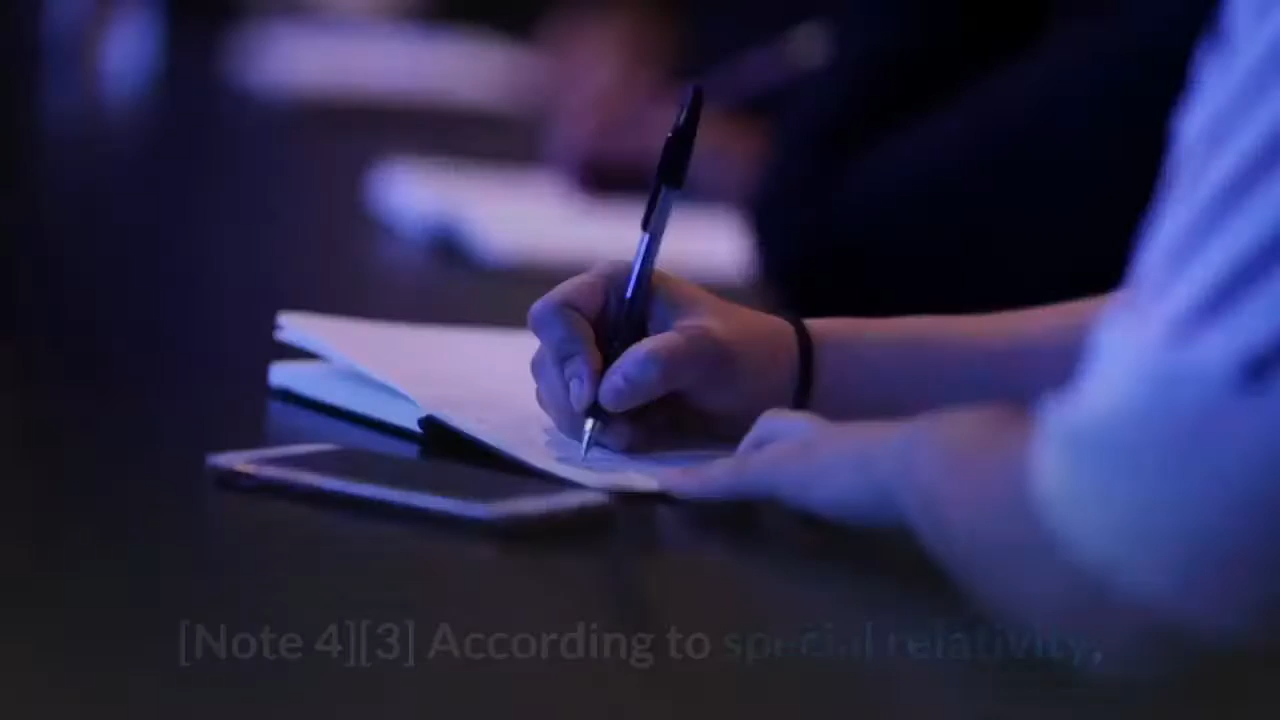 [Note 4][3] According to special relativity,